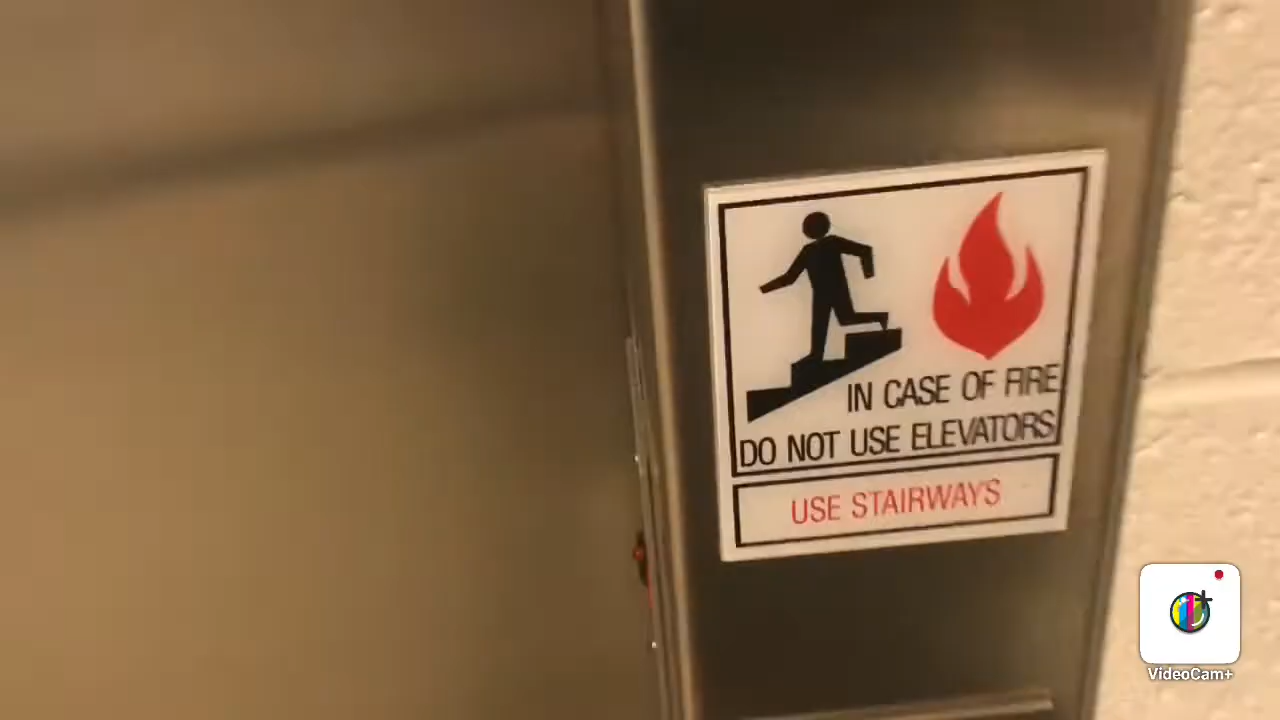 IN CASE OF FIRE
DO NOT USE ELEVATORS
USE STAIRWAYS
VideoCam+